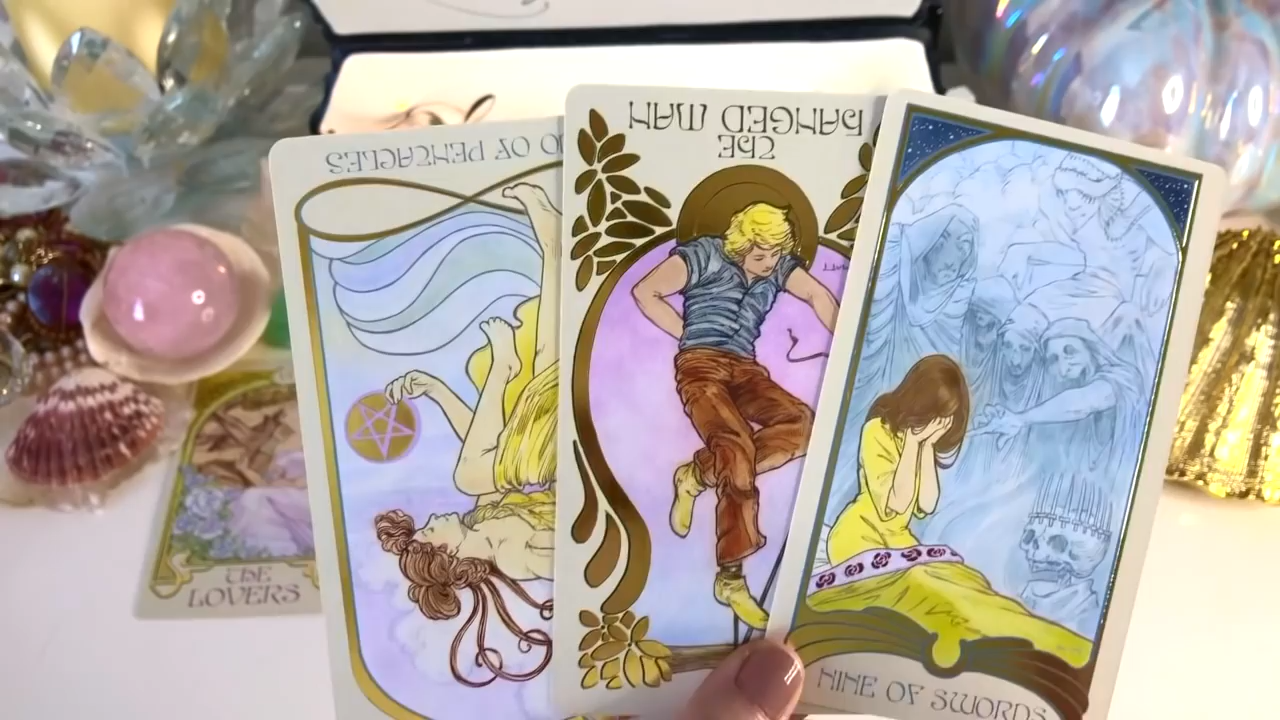 O OF PENTACLES
THE
HANGED MAN
NINE OF SWORDS
THE
LOVERS